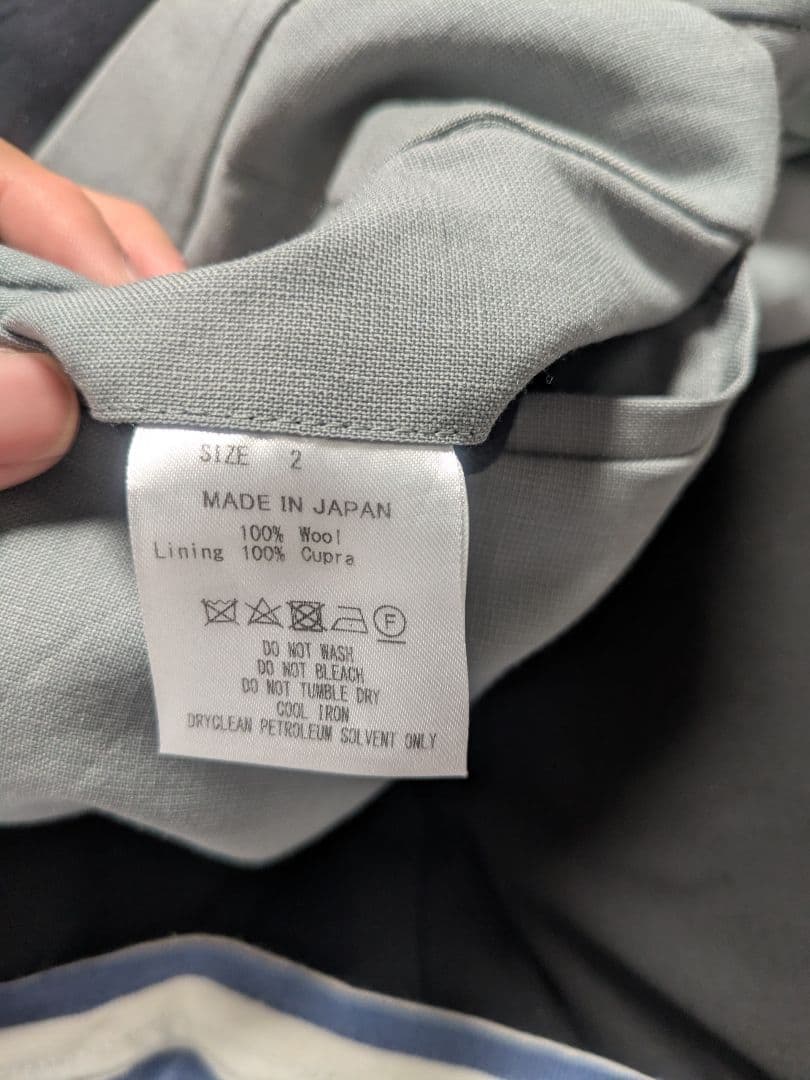 SIZE 2
MADE IN JAPAN
100% Wool
Lining 100% Cupra
F
DO NOT WASH
DO NOT BLEACH
DO NOT TUMBLE DRY
COOL IRON
DRYCLEAN PETROLEUM SOLVENT ONLY